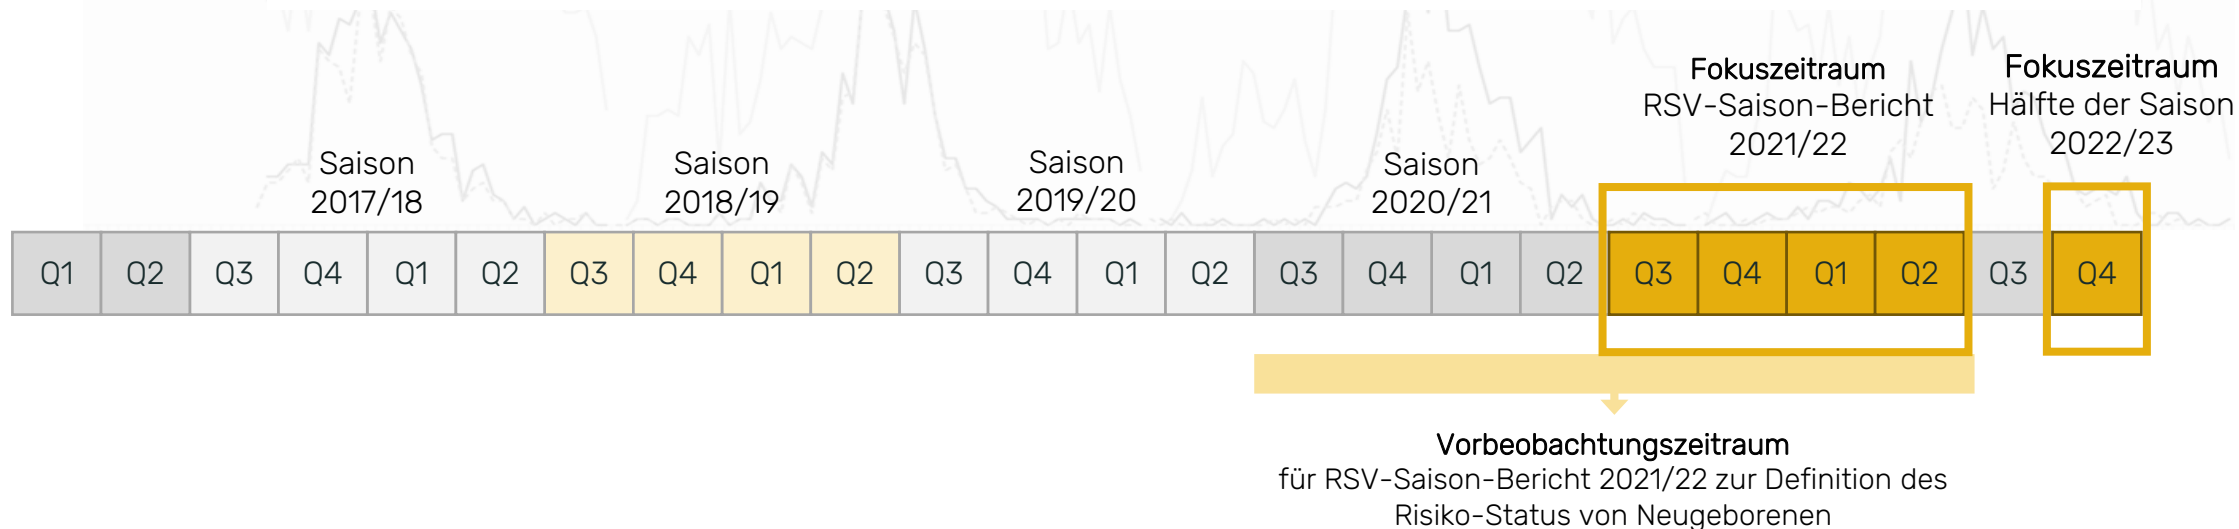 Fokuszeitraum
RSV-Saison-Bericht
2021/22
Fokuszeitraum
Hälfte der Saison
2022/23
Saison
2017/18
Saison
2018/19
Saison
2019/20
Saison
2020/21
Q1 Q2 Q3 Q4 Q1 Q2 Q3 Q4 Q1 Q2 Q3 Q4 Q1 Q2 Q3 Q4 Q1 Q2 Q3 Q4 Q1 Q2 Q3 Q4
Vorbeobachtungszeitraum
für RSV-Saison-Bericht 2021/22 zur Definition des
Risiko-Status von Neugeborenen